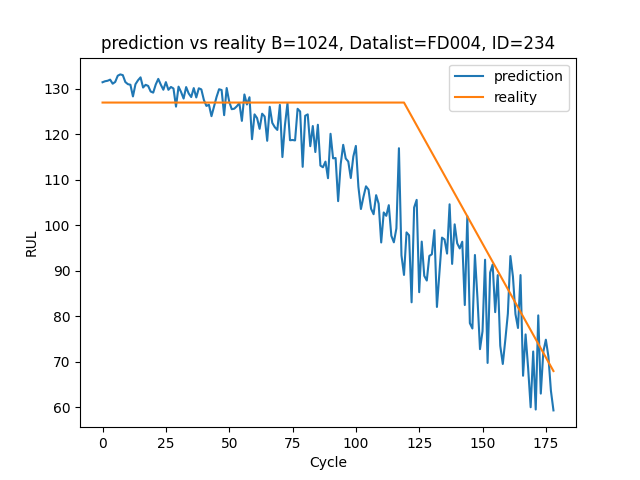 prediction vs reality B=1024, Datalist=FD004, ID=234
prediction
reality
RUL
130
120
110
100
90
80
70
60
0 25 50 75 100 125 150 175
Cycle